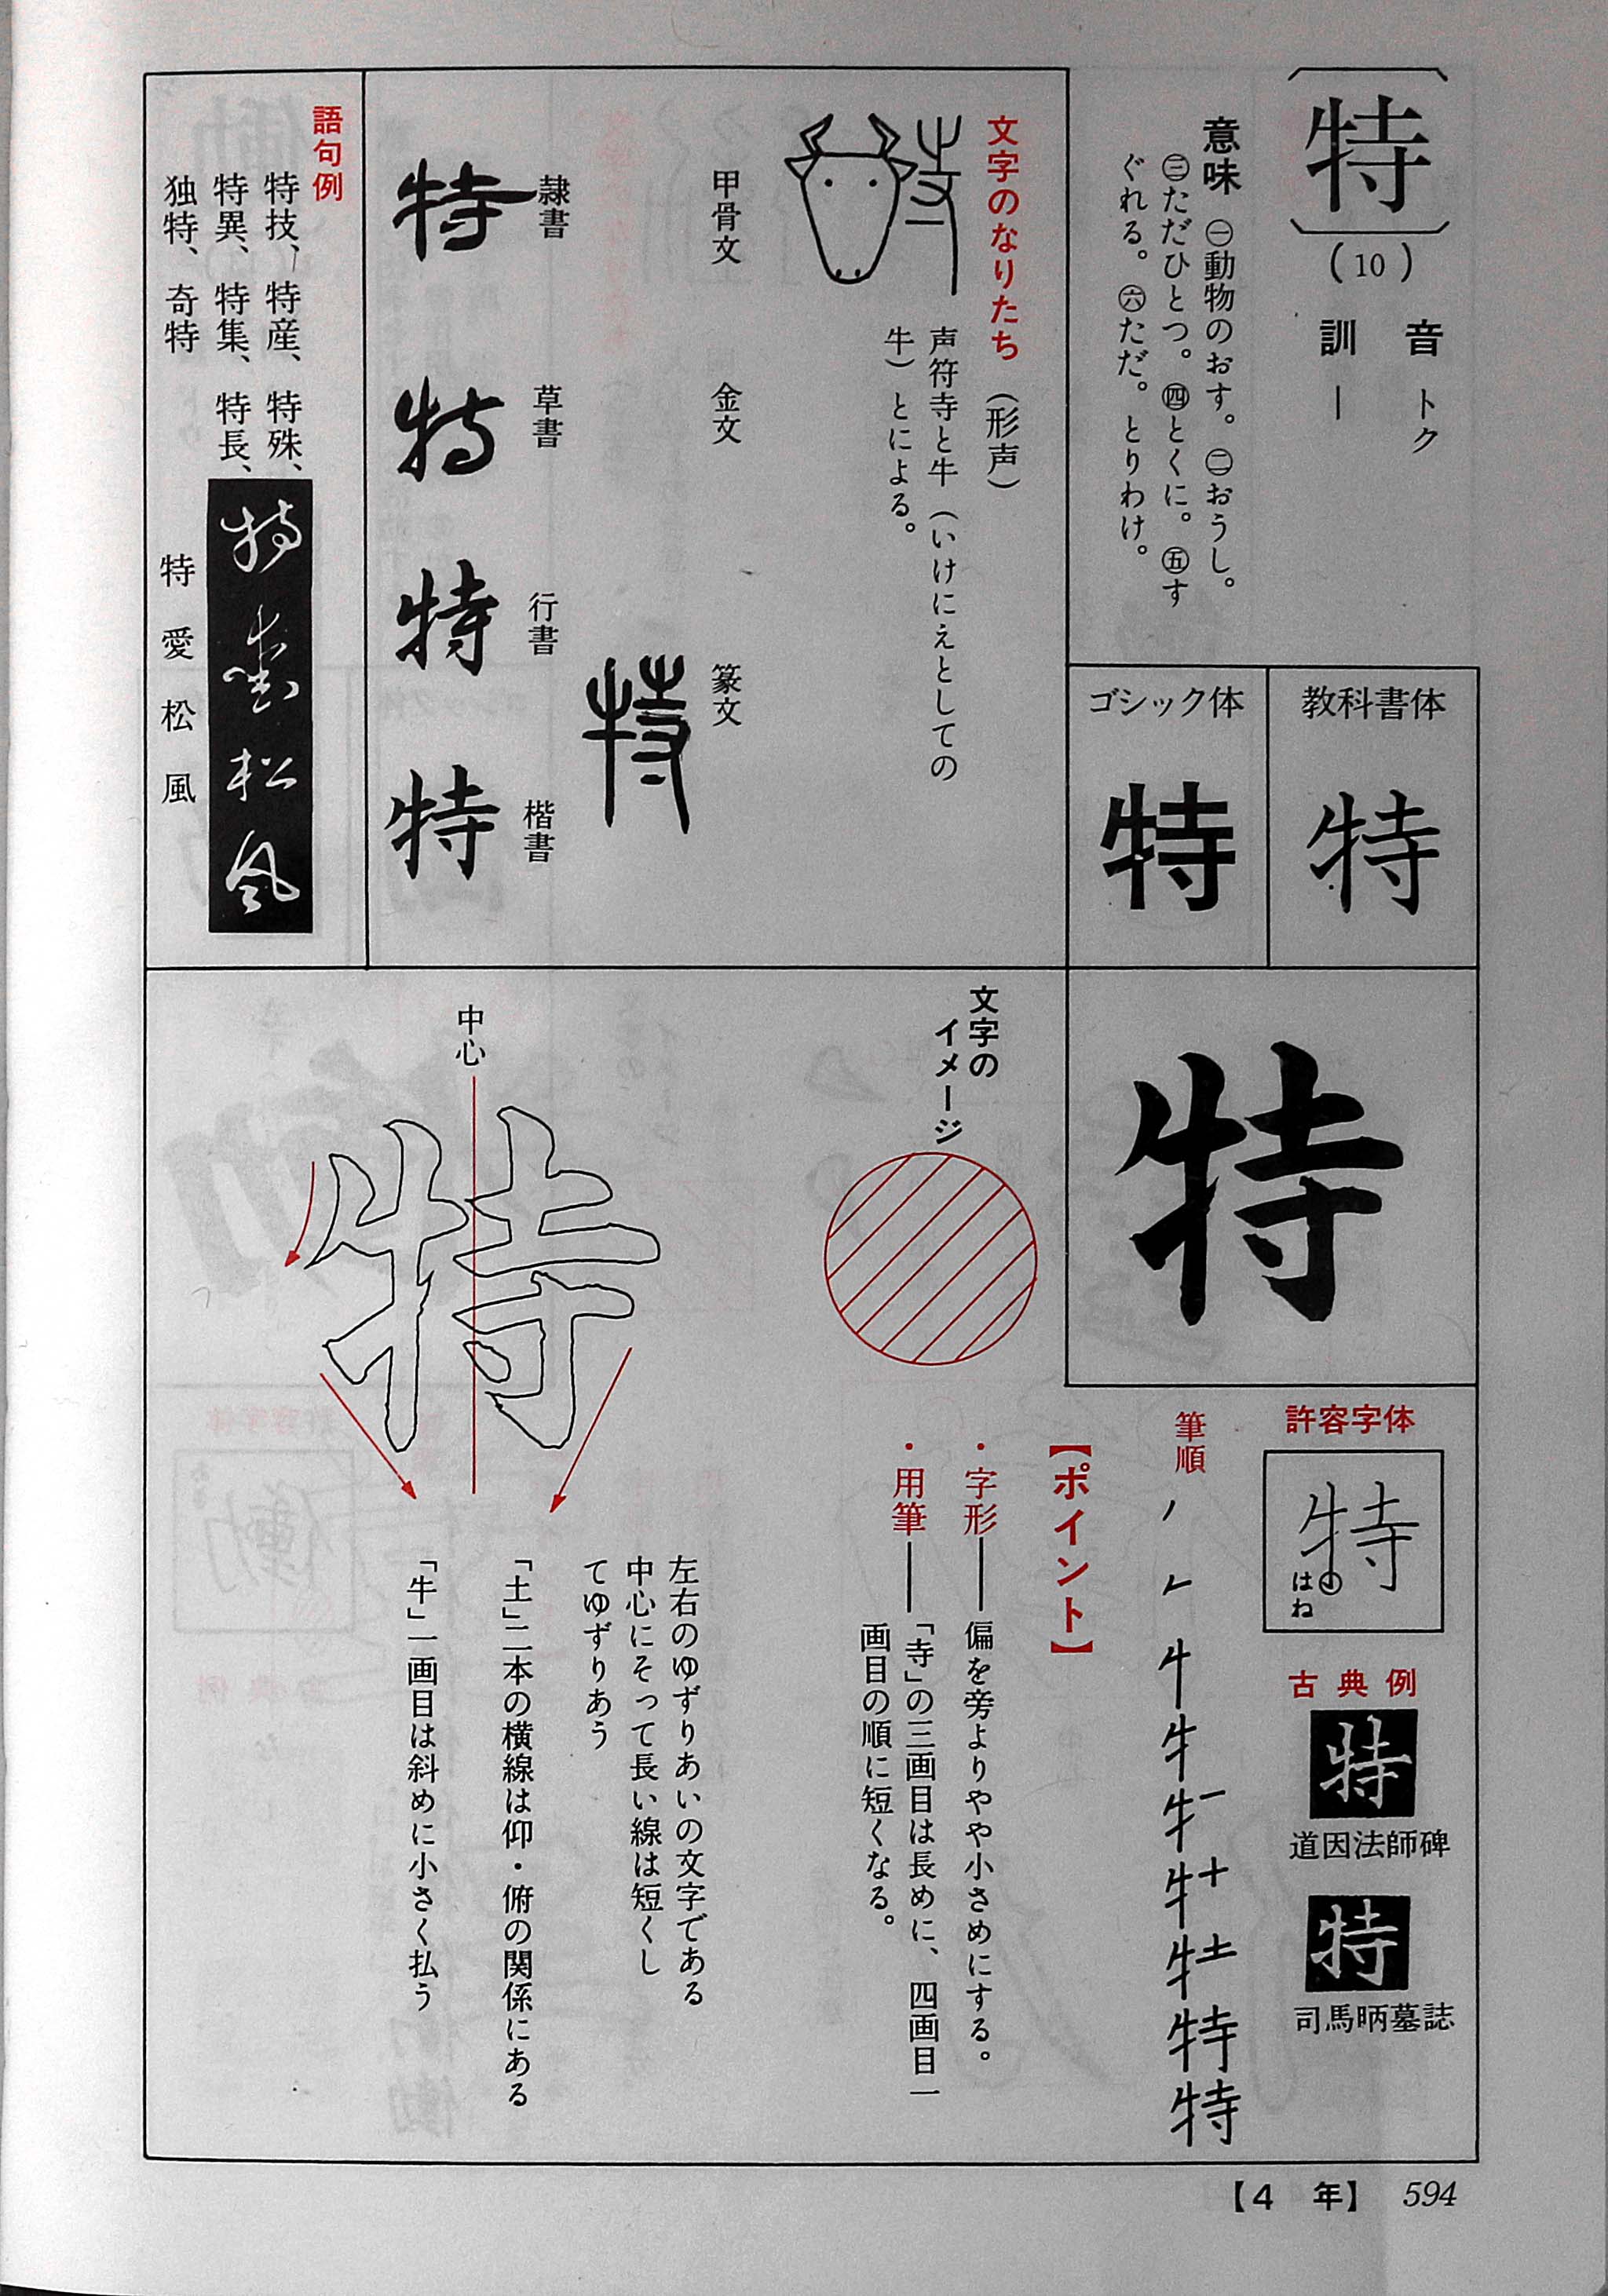 特
(10)
音 トク
訓 ―
意味 ㊀動物のおす。㊁おうし。
㊂ただひとつ。㊃とくに。㊄す
ぐれる。㊅ただ。とりわけ。
教科書体
特
ゴシック体
特
文字のなりたち(形声)
声符寺と牛(いけにえとしての
牛)とによる。
甲骨文
金文
篆文
特
隷書
特
草書
特
行書
特
楷書
特
語句例
特技、特産、特殊、
特異、特集、特長、
独特、奇特
特愛松風
特愛松風
特
許容字体
特
はね
古典例
特
道因法師碑
特
司馬昞墓誌
筆順
特
【ポイント】
・字形――偏を旁よりやや小さめにする。
・用筆――「寺」の三画目は長めに、四画目一
画目の順に短くなる。
文字の
イメージ
中心
特
左右のゆずりあいの文字である
中心にそって長い線は短くし
てゆずりあう
「土」二本の横線は仰・俯の関係にある
「牛」一画目は斜めに小さく払う
【4 年】 594